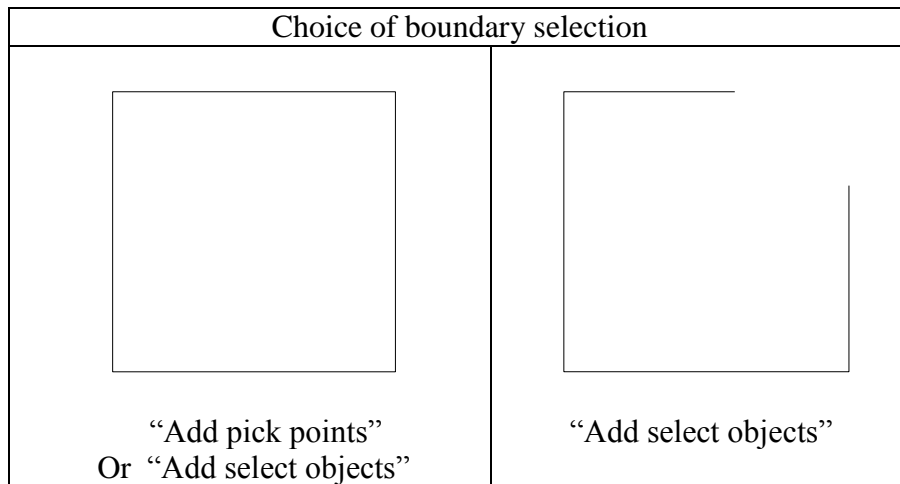 Choice of boundary selection
“Add pick points”
Or “Add select objects”
“Add select objects”